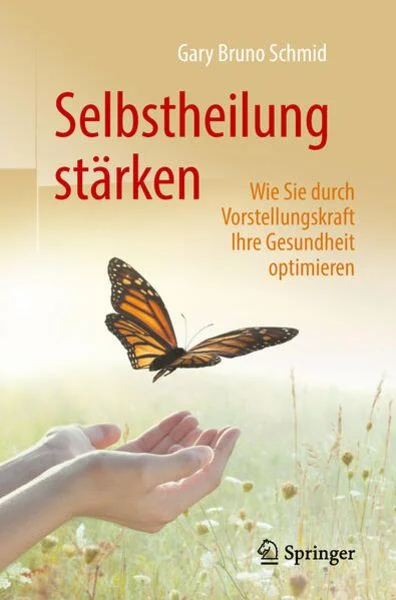 Gary Bruno Schmid
Selbstheilung
stärken
Wie Sie durch
Vorstellungskraft
Ihre Gesundheit
optimieren
Springer